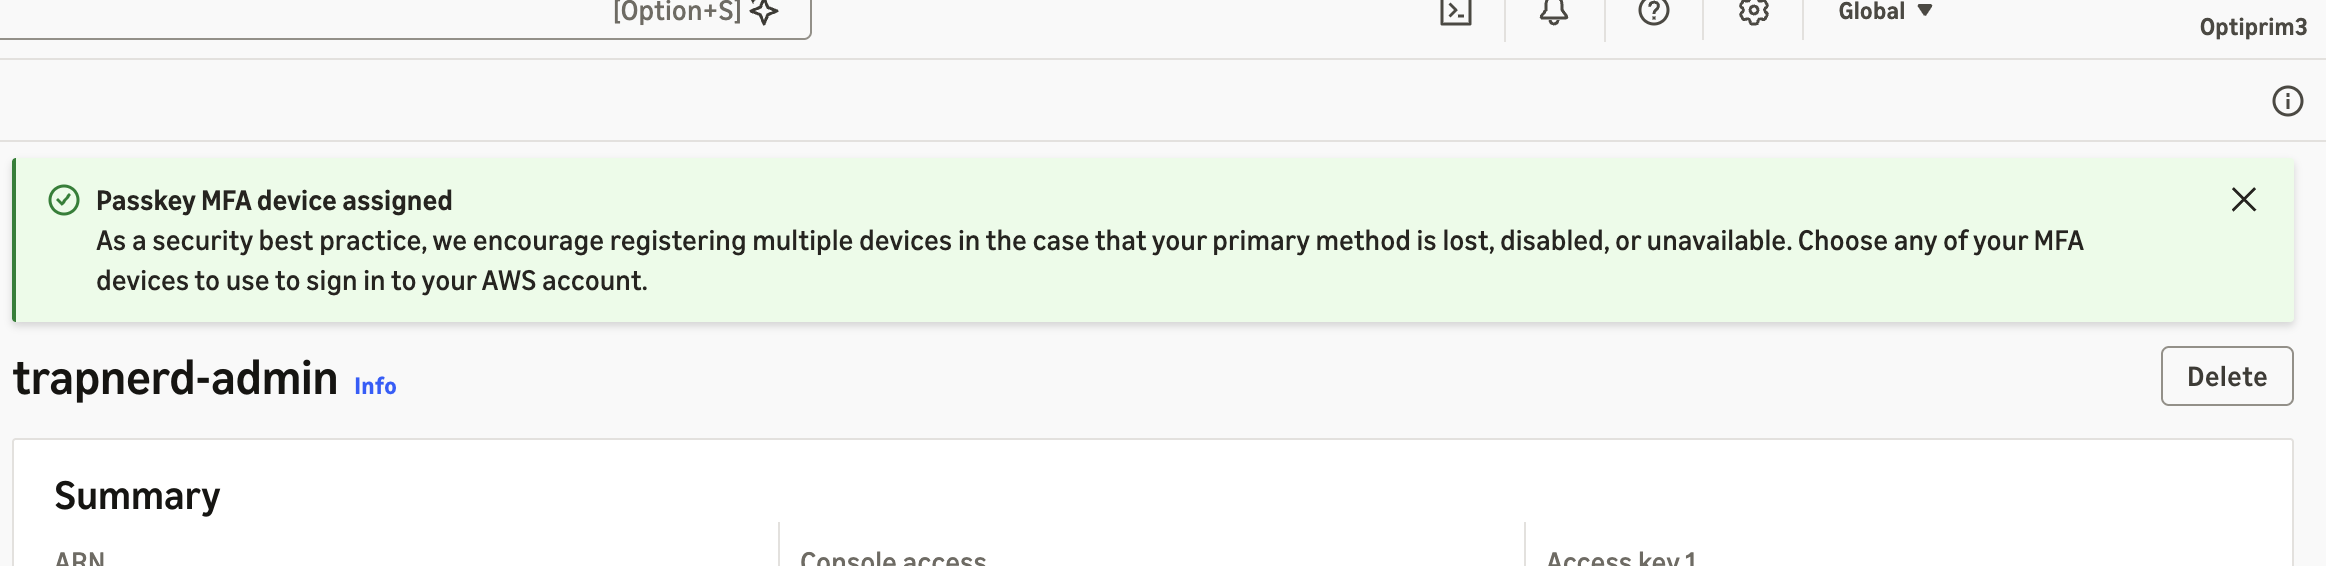 [Option+S]
Global
Optiprim3
Passkey MFA device assigned
As a security best practice, we encourage registering multiple devices in the case that your primary method is lost, disabled, or unavailable. Choose any of your MFA
devices to use to sign in to your AWS account.
trapnerd-admin Info
Delete
Summary
ARN
Console access
Access key 1